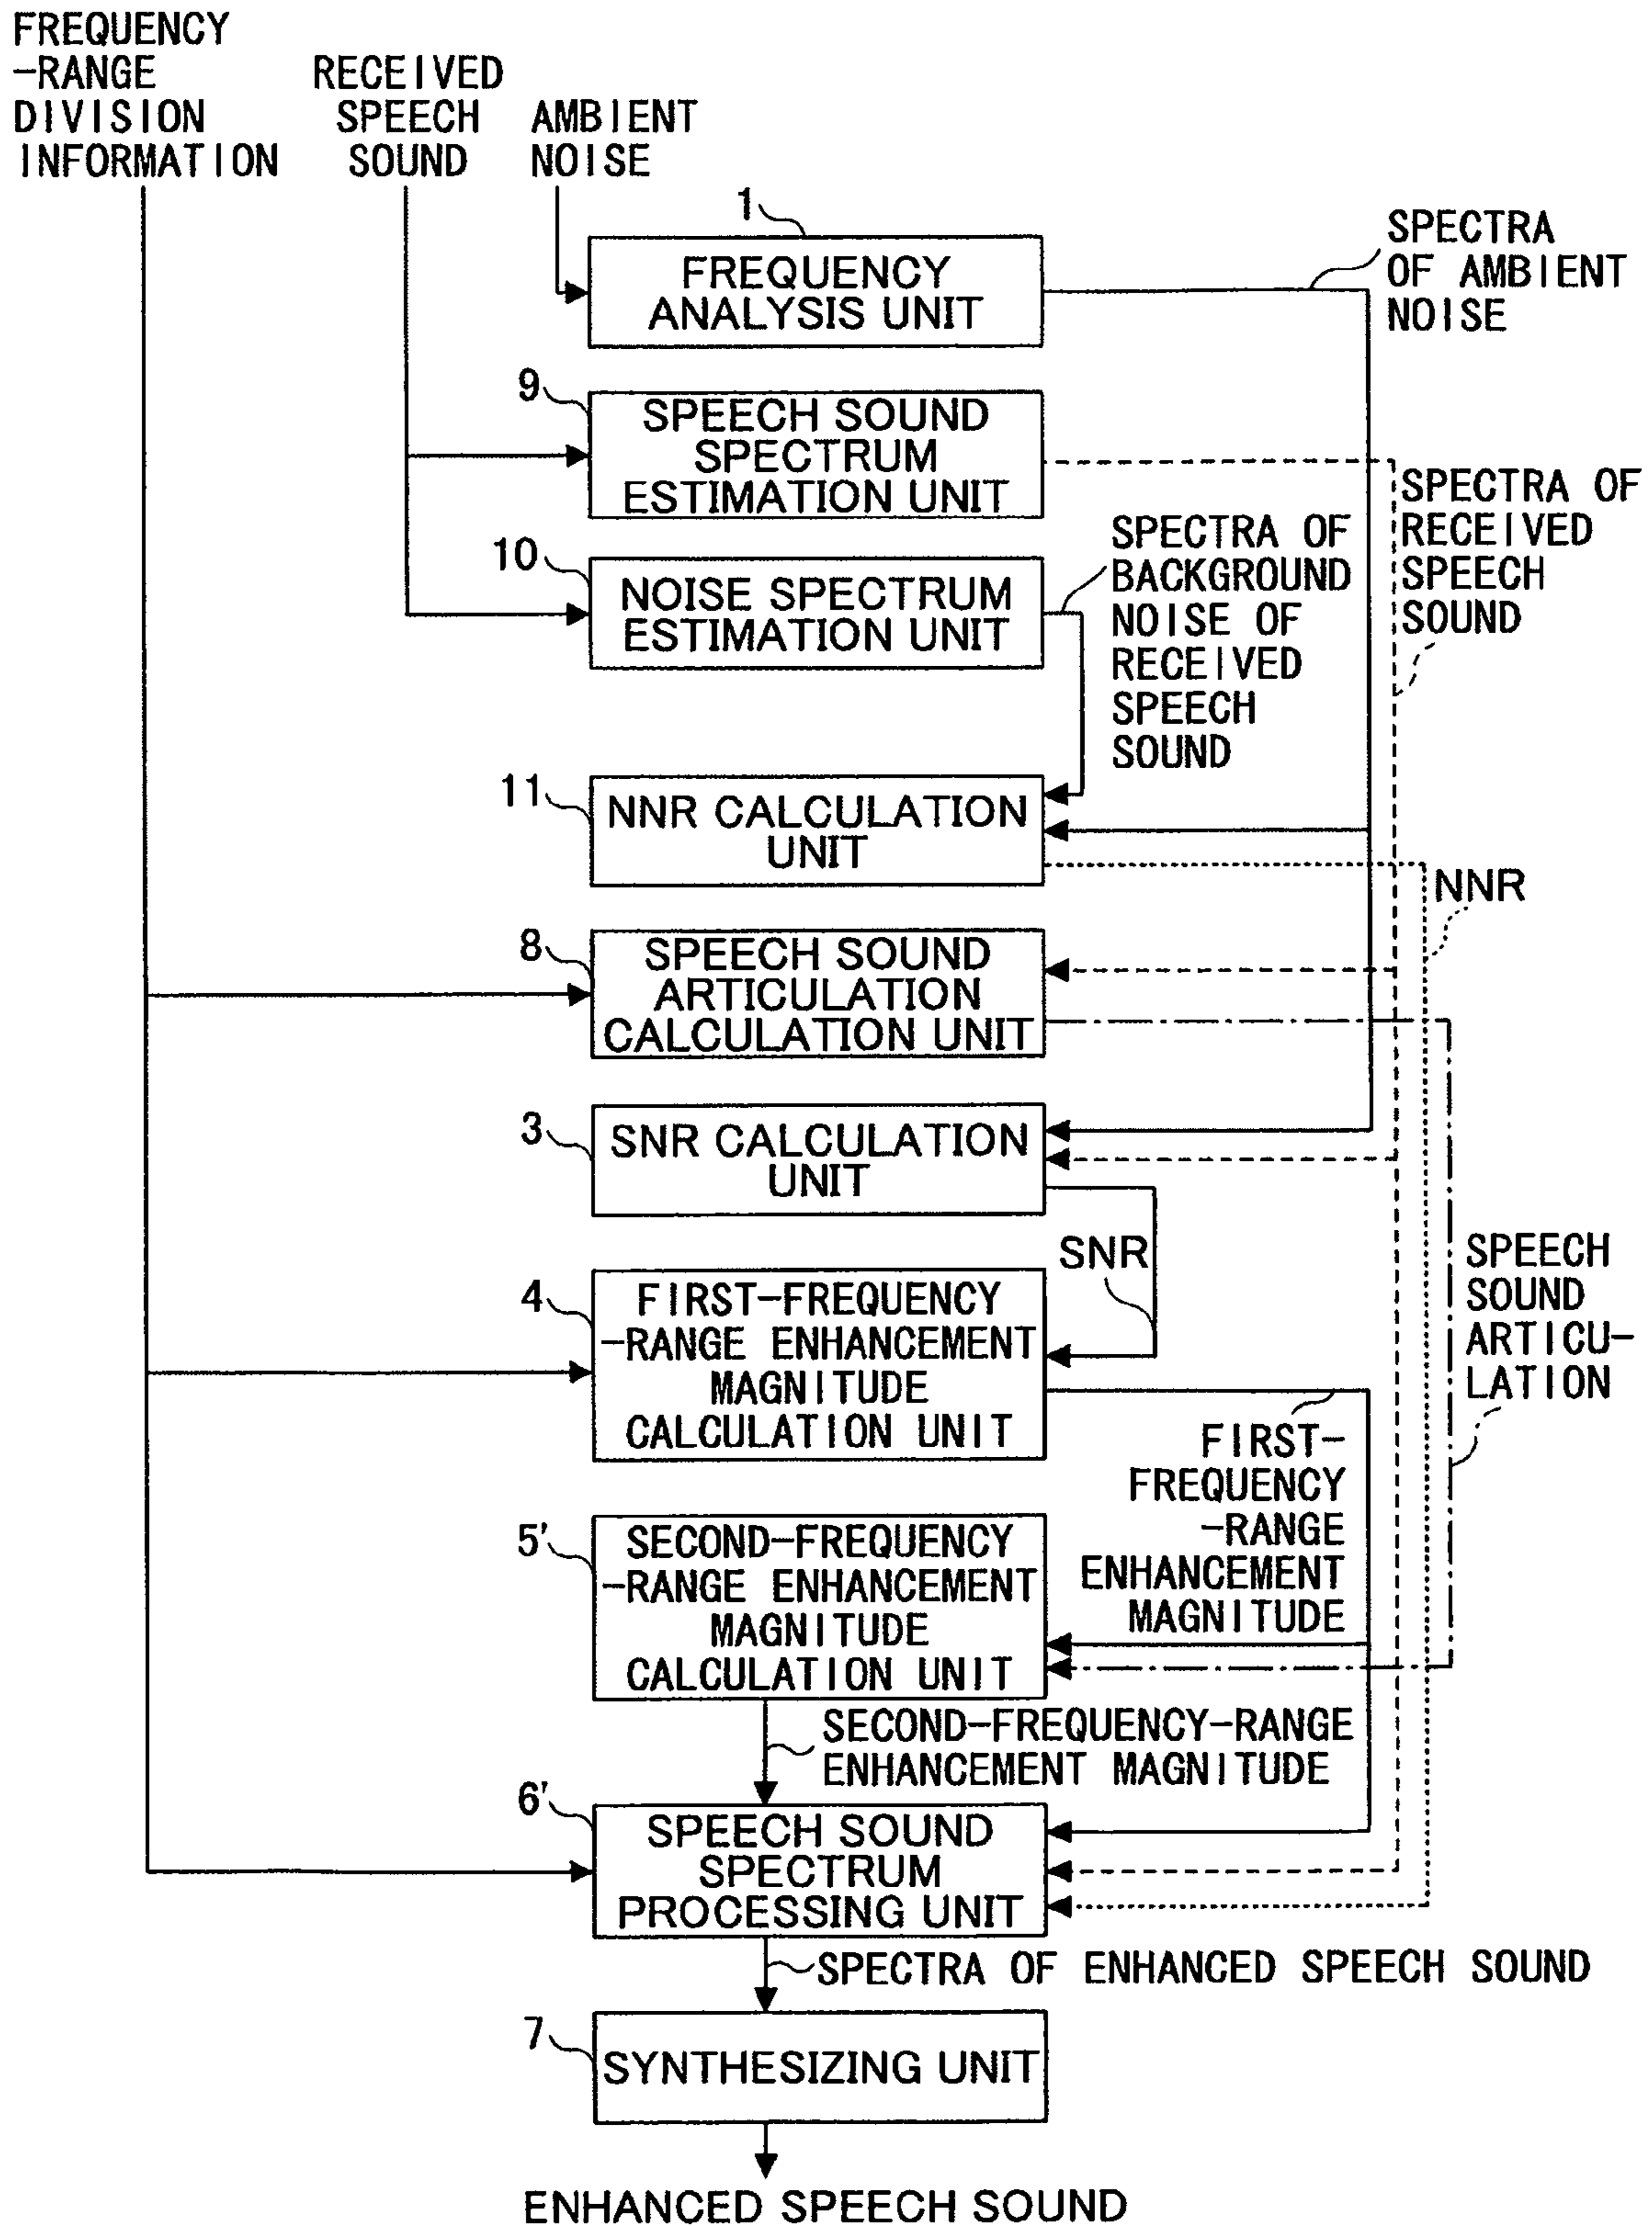 FREQUENCY
-RANGE
DIVISION
INFORMATION
RECEIVED
SPEECH
SOUND
AMBIENT
NOISE
1
FREQUENCY
ANALYSIS UNIT
SPECTRA
OF AMBIENT
NOISE
9
SPEECH SOUND
SPECTRUM
ESTIMATION UNIT
SPECTRA OF
RECEIVED
SPEECH
SOUND
10
NOISE SPECTRUM
ESTIMATION UNIT
SPECTRA OF
BACKGROUND
NOISE OF
RECEIVED
SPEECH
SOUND
11
NNR CALCULATION
UNIT
NNR
8
SPEECH SOUND
ARTICULATION
CALCULATION UNIT
3
SNR CALCULATION
UNIT
SNR
SPEECH
SOUND
ARTICU-
LATION
4
FIRST-FREQUENCY
-RANGE ENHANCEMENT
MAGNITUDE
CALCULATION UNIT
FIRST-
FREQUENCY
-RANGE
ENHANCEMENT
MAGNITUDE
5'
SECOND-FREQUENCY
-RANGE ENHANCEMENT
MAGNITUDE
CALCULATION UNIT
SECOND-FREQUENCY-RANGE
ENHANCEMENT MAGNITUDE
6'
SPEECH SOUND
SPECTRUM
PROCESSING UNIT
SPECTRA OF ENHANCED SPEECH SOUND
7
SYNTHESIZING UNIT
ENHANCED SPEECH SOUND